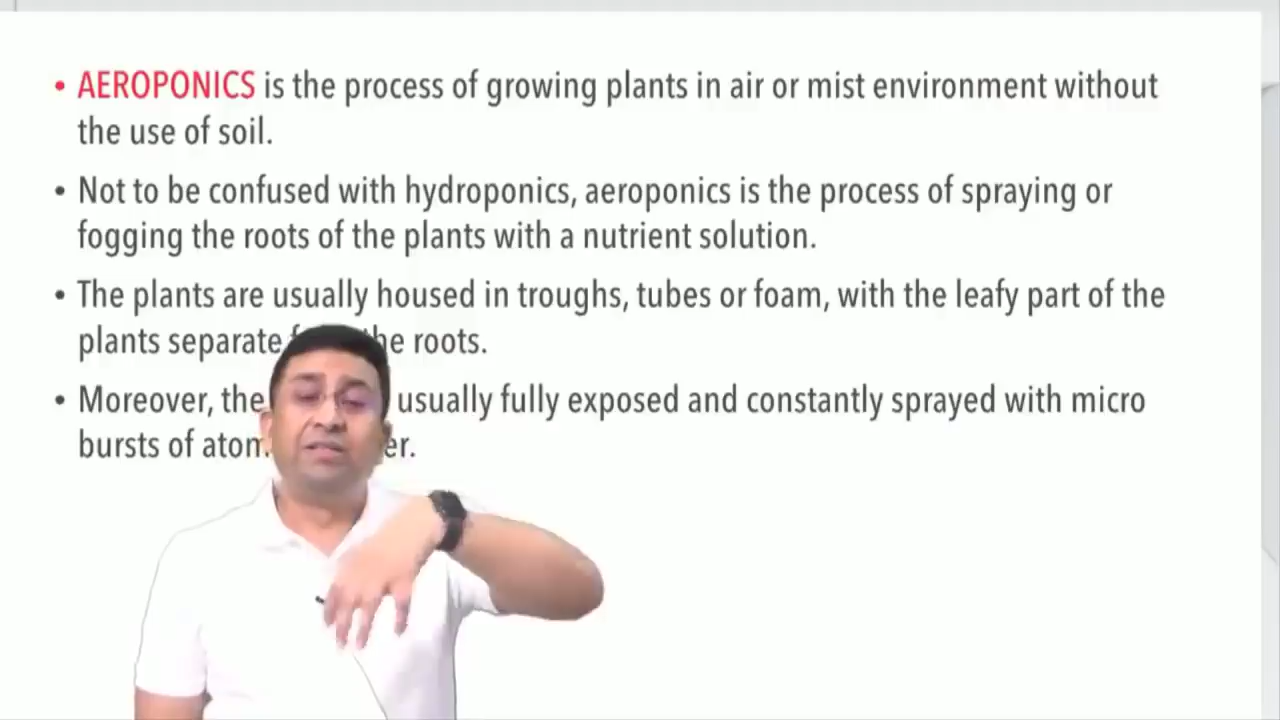 • AEROPONICS is the process of growing plants in air or mist environment without
the use of soil.
• Not to be confused with hydroponics, aeroponics is the process of spraying or
fogging the roots of the plants with a nutrient solution.
• The plants are usually housed in troughs, tubes or foam, with the leafy part of the
plants separate the roots.
• Moreover, the usually fully exposed and constantly sprayed with micro
bursts of